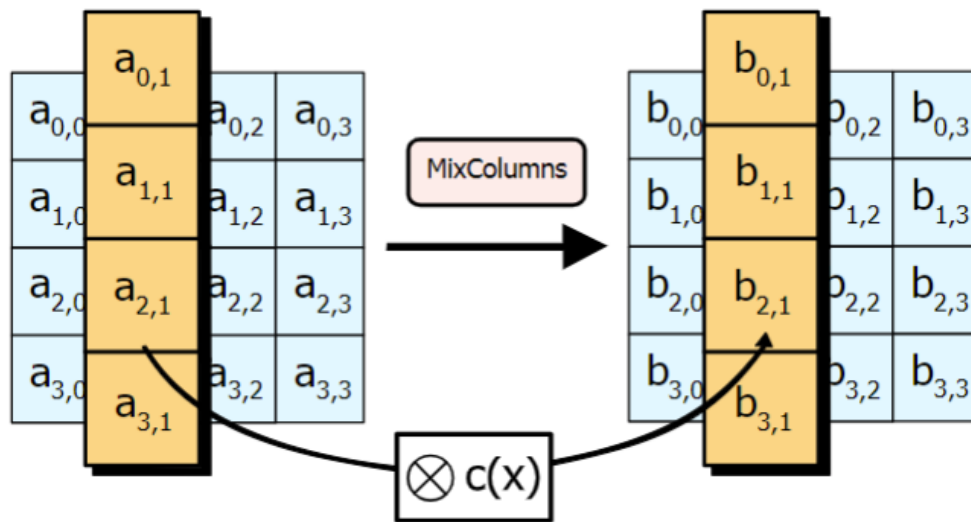 a0,0 a0,1 a0,2 a0,3
a1,0 a1,1 a1,2 a1,3
a2,0 a2,1 a2,2 a2,3
a3,0 a3,1 a3,2 a3,3
MixColumns
b0,0 b0,1 b0,2 b0,3
b1,0 b1,1 b1,2 b1,3
b2,0 b2,1 b2,2 b2,3
b3,0 b3,1 b3,2 b3,3
⊗ c(x)